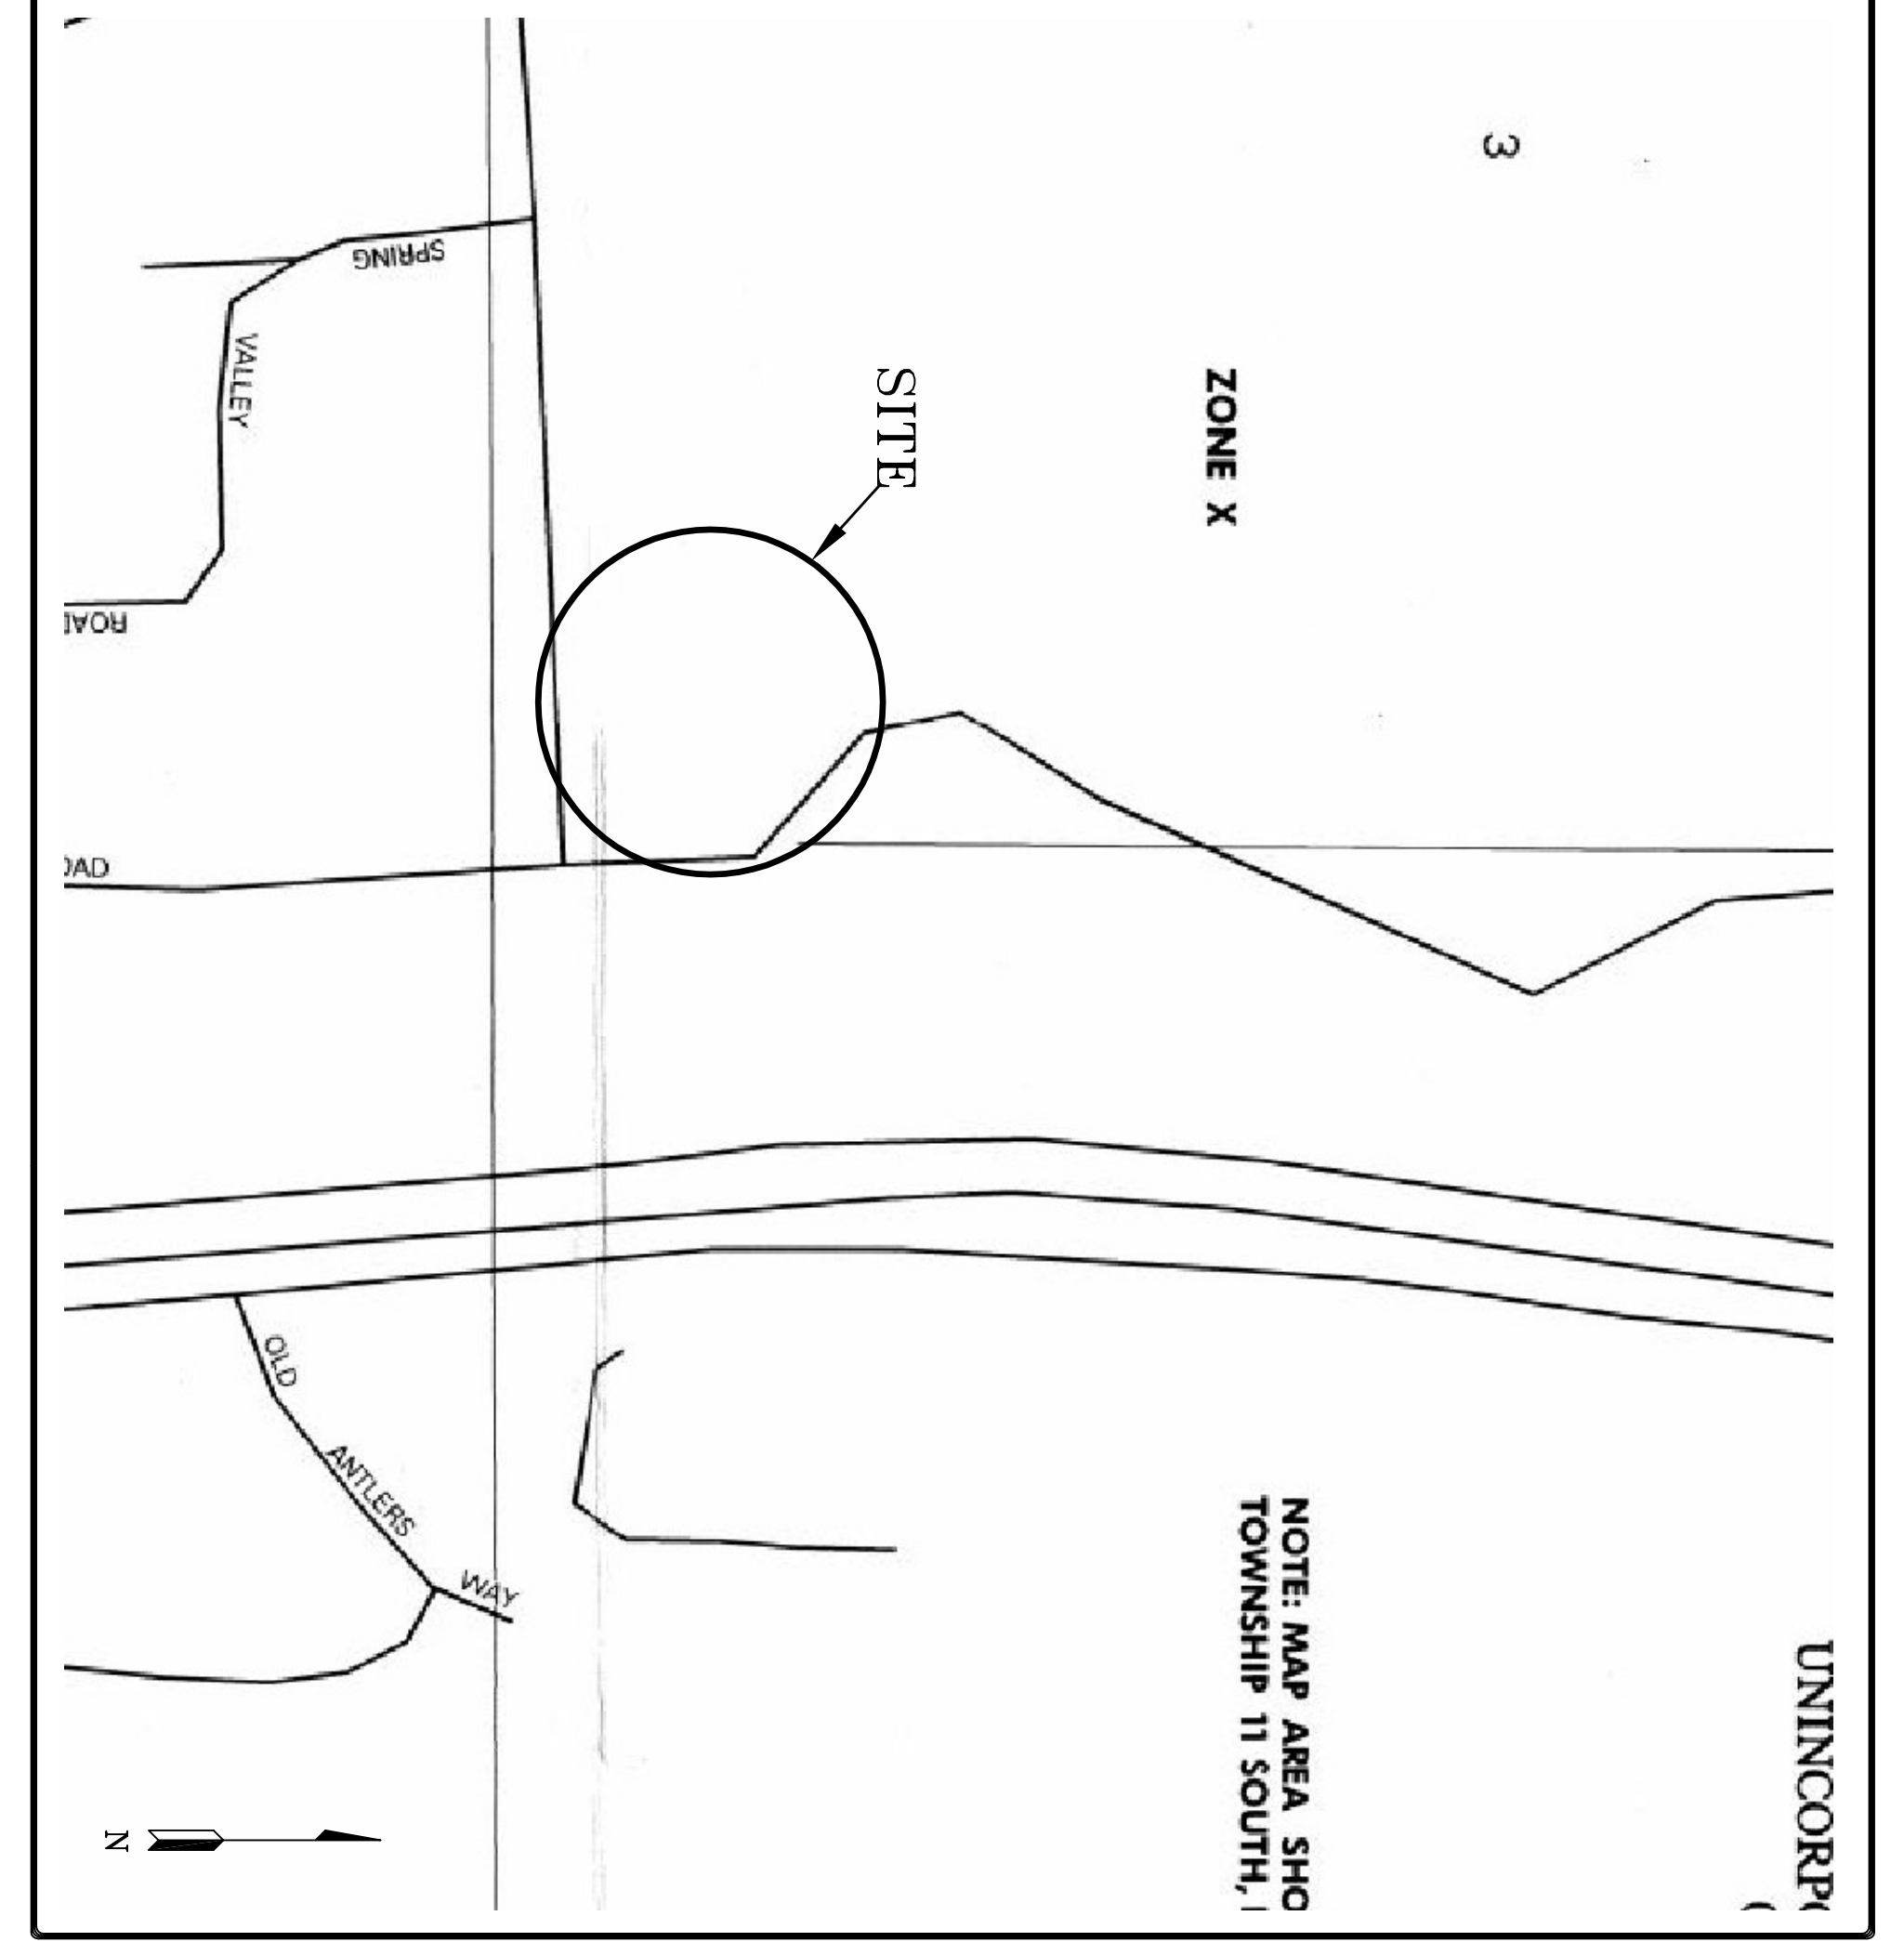 3
ZONE X
SITE
SPRING
VALLEY
ROAD
OAD
UNINCORP
NOTE: MAP AREA SHO
TOWNSHIP 11 SOUTH,
OLD
ANTLERS
WAY
N